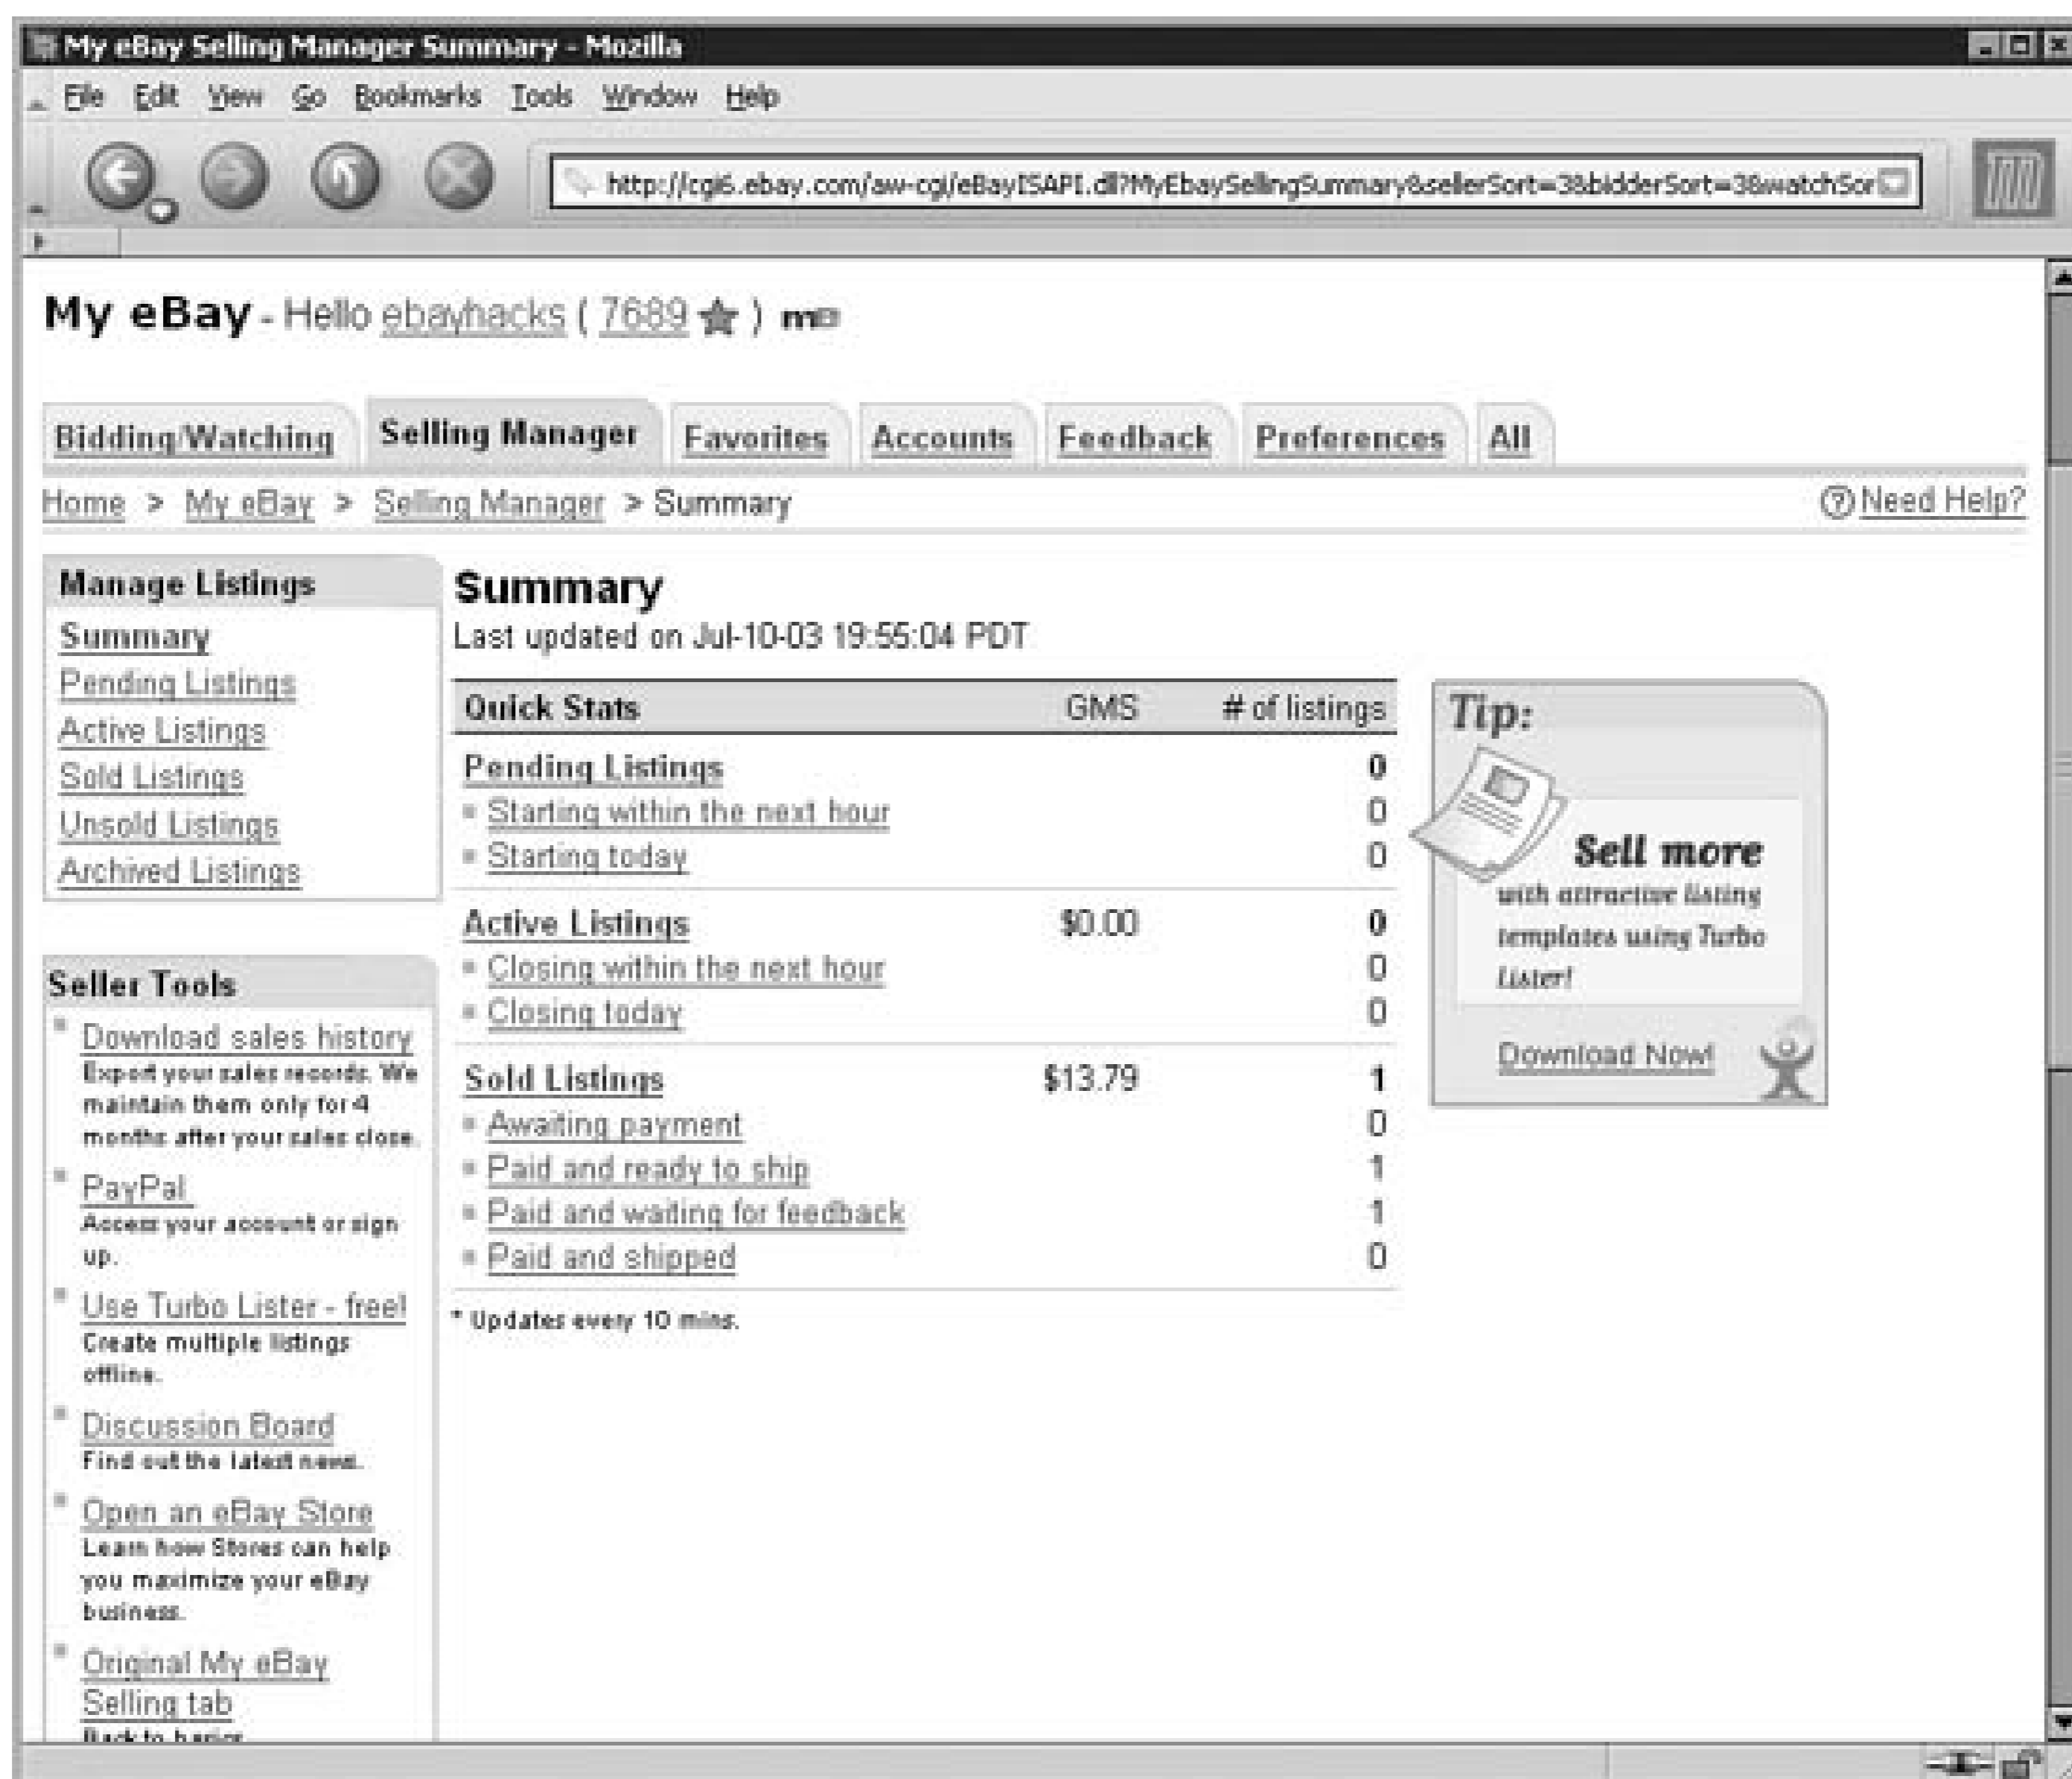 My eBay Selling Manager Summary - Mozilla
File Edit View Go Bookmarks Tools Window Help
http://cgi6.ebay.com/aw-cgi/eBayISAPI.dll?MyEbaySellingSummary&sellerSort=3&bidderSort=3&watchSor
My eBay - Hello ebayhacks ( 7689 ) me
Bidding/Watching Selling Manager Favorites Accounts Feedback Preferences All
Home > My eBay > Selling Manager > Summary
Need Help?
Manage Listings
Summary
Pending Listings
Active Listings
Sold Listings
Unsold Listings
Archived Listings
Seller Tools
Download sales history
Export your sales records. We
maintain them only for 4
months after your sales close.
PayPal
Access your account or sign
up.
Use Turbo Lister - free!
Create multiple listings
offline.
Discussion Board
Find out the latest news.
Open an eBay Store
Learn how Stores can help
you maximize your eBay
business.
Original My eBay
Selling tab
Back to basics
Summary
Last updated on Jul-10-03 19:55:04 PDT
Quick Stats GMS # of listings
Pending Listings 0
Starting within the next hour 0
Starting today 0
Active Listings $0.00 0
Closing within the next hour 0
Closing today 0
Sold Listings $13.79 1
Awaiting payment 0
Paid and ready to ship 1
Paid and waiting for feedback 1
Paid and shipped 0
* Updates every 10 mins.
Tip:
Sell more
with attractive listing
templates using Turbo
Lister!
Download Now!